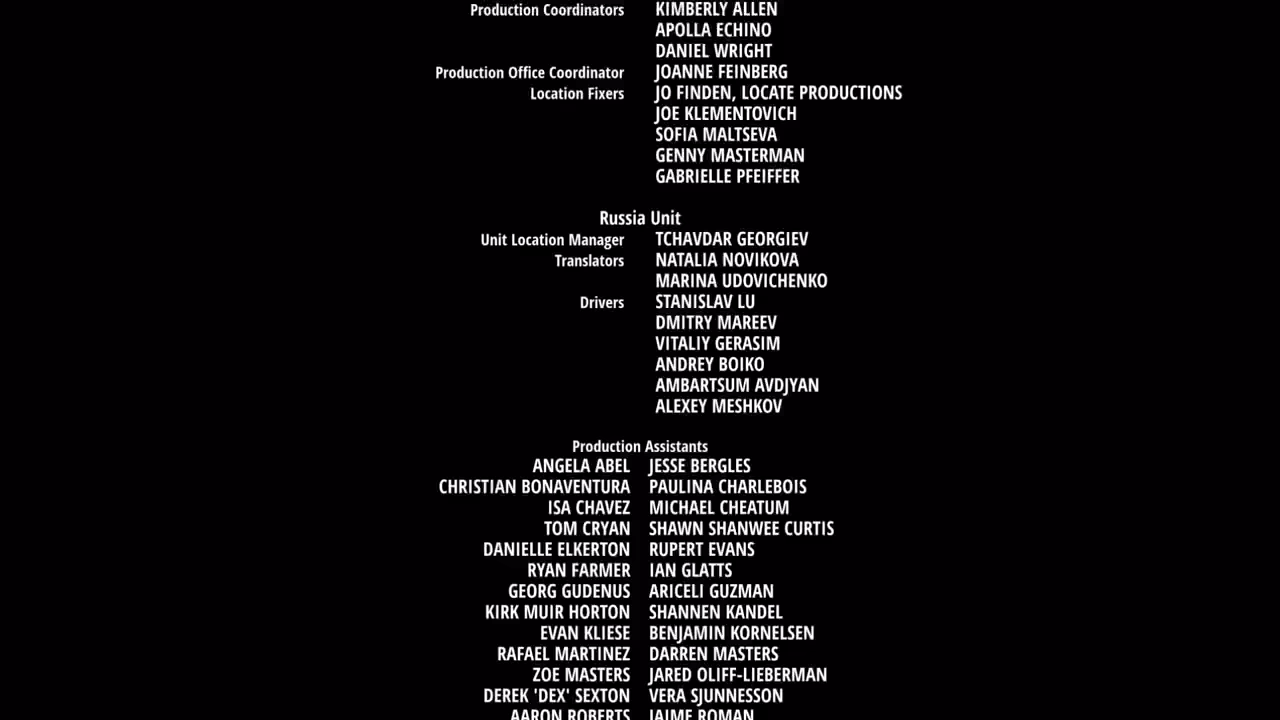 Production Coordinators KIMBERLY ALLEN
APOLLA ECHINO
DANIEL WRIGHT
Production Office Coordinator JOANNE FEINBERG
Location Fixers JO FINDEN, LOCATE PRODUCTIONS
JOE KLEMENTOVICH
SOFIA MALTSEVA
GENNY MASTERMAN
GABRIELLE PFEIFFER
Russia Unit
Unit Location Manager TCHAVDAR GEORGIEV
Translators NATALIA NOVIKOVA
MARINA UDOVICHENKO
Drivers STANISLAV LU
DMITRY MAREEV
VITALIY GERASIM
ANDREY BOIKO
AMBARTSUM AVDJYAN
ALEXEY MESHKOV
Production Assistants
ANGELA ABEL JESSE BERGLES
CHRISTIAN BONAVENTURA PAULINA CHARLEBOIS
ISA CHAVEZ MICHAEL CHEATUM
TOM CRYAN SHAWN SHANWEE CURTIS
DANIELLE ELKERTON RUPERT EVANS
RYAN FARMER IAN GLATTS
GEORG GUDENUS ARICELI GUZMAN
KIRK MUIR HORTON SHANNEN KANDEL
EVAN KLIESE BENJAMIN KORNELSEN
RAFAEL MARTINEZ DARREN MASTERS
ZOE MASTERS JARED OLIFF-LIEBERMAN
DEREK 'DEX' SEXTON VERA SJUNNESSON
AARON ROBERTS JAIME ROMAN